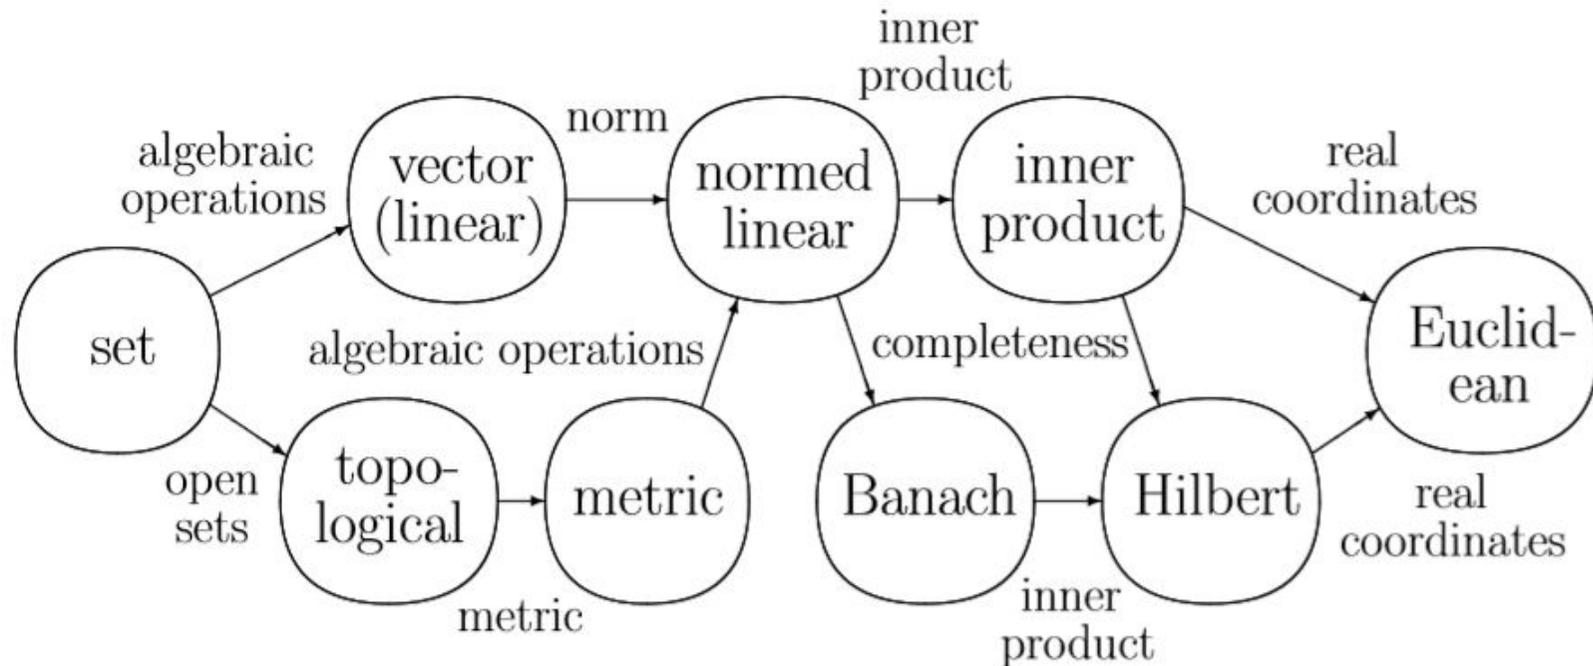 inner
product
algebraic
operations
norm
vector
(linear)
normed
linear
inner
product
real
coordinates
set
algebraic operations
completeness
Euclid-
ean
open
sets
topo-
logical
metric
metric
Banach
inner
product
Hilbert
real
coordinates